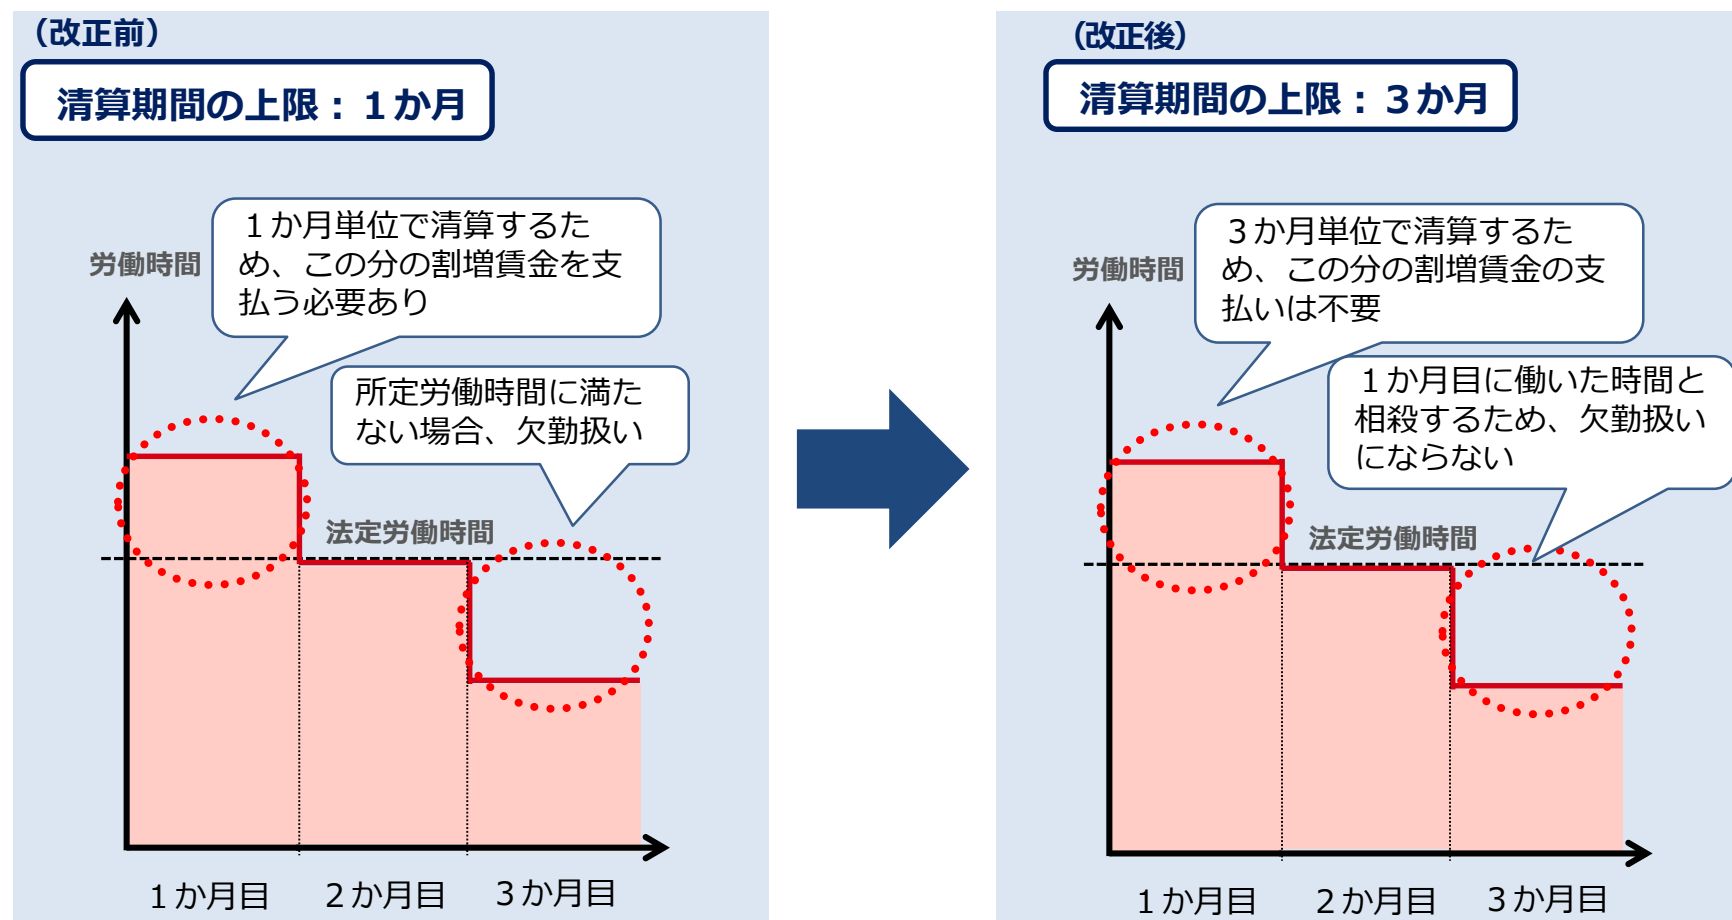 （改正前）
清算期間の上限：１か月
１か月単位で清算するた
め、この分の割増賃金を支
払う必要あり
労働時間
所定労働時間に満た
ない場合、欠勤扱い
法定労働時間
１か月目
２か月目
３か月目
（改正後）
清算期間の上限：３か月
３か月単位で清算するた
め、この分の割増賃金の支
払いは不要
労働時間
１か月目に働いた時間と
相殺するため、欠勤扱い
にならない
法定労働時間
１か月目
２か月目
３か月目